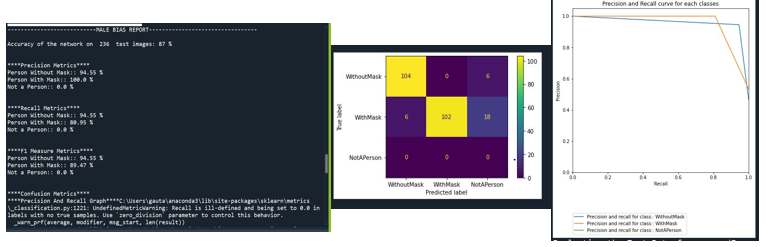 ------------------------MALE BIAS REPORT------------------------------
Accuracy of the network on 236 test images: 87 %
****Precision Metrics****
Person Without Mask:: 94.55 %
Person With Mask:: 100.0 %
Not a Person:: 0.0 %
****Recall Metrics****
Person Without Mask:: 94.55 %
Person With Mask:: 80.95 %
Not a Person:: 0.0 %
****F1 Measure Metrics****
Person Without Mask:: 94.55 %
Person With Mask:: 89.47 %
Not a Person:: 0.0 %
****Confusion Metrics****
****Precision And Recall Graph****C:\Users\gauta\anaconda3\lib\site-packages\sklearn\metrics
\_classification.py:1221: UndefinedMetricWarning: Recall is ill-defined and being set to 0.0 in
labels with no true samples. Use `zero_division` parameter to control this behavior.
_warn_prf(average, modifier, msg_start, len(result))
True label
WithoutMask
WithMask
NotAPerson
104 0 6
6 102 18
0 0 0
WithoutMask WithMask NotAPerson
Predicted label
100
80
60
40
20
0
Precision and Recall curve for each classes
Precision
1.0
0.8
0.6
0.4
0.2
0.0
0.0 0.2 0.4 0.6 0.8 1.0
Recall
Precision and recall for class:: WithoutMask
Precision and recall for class:: WithMask
Precision and recall for class:: NotAPerson